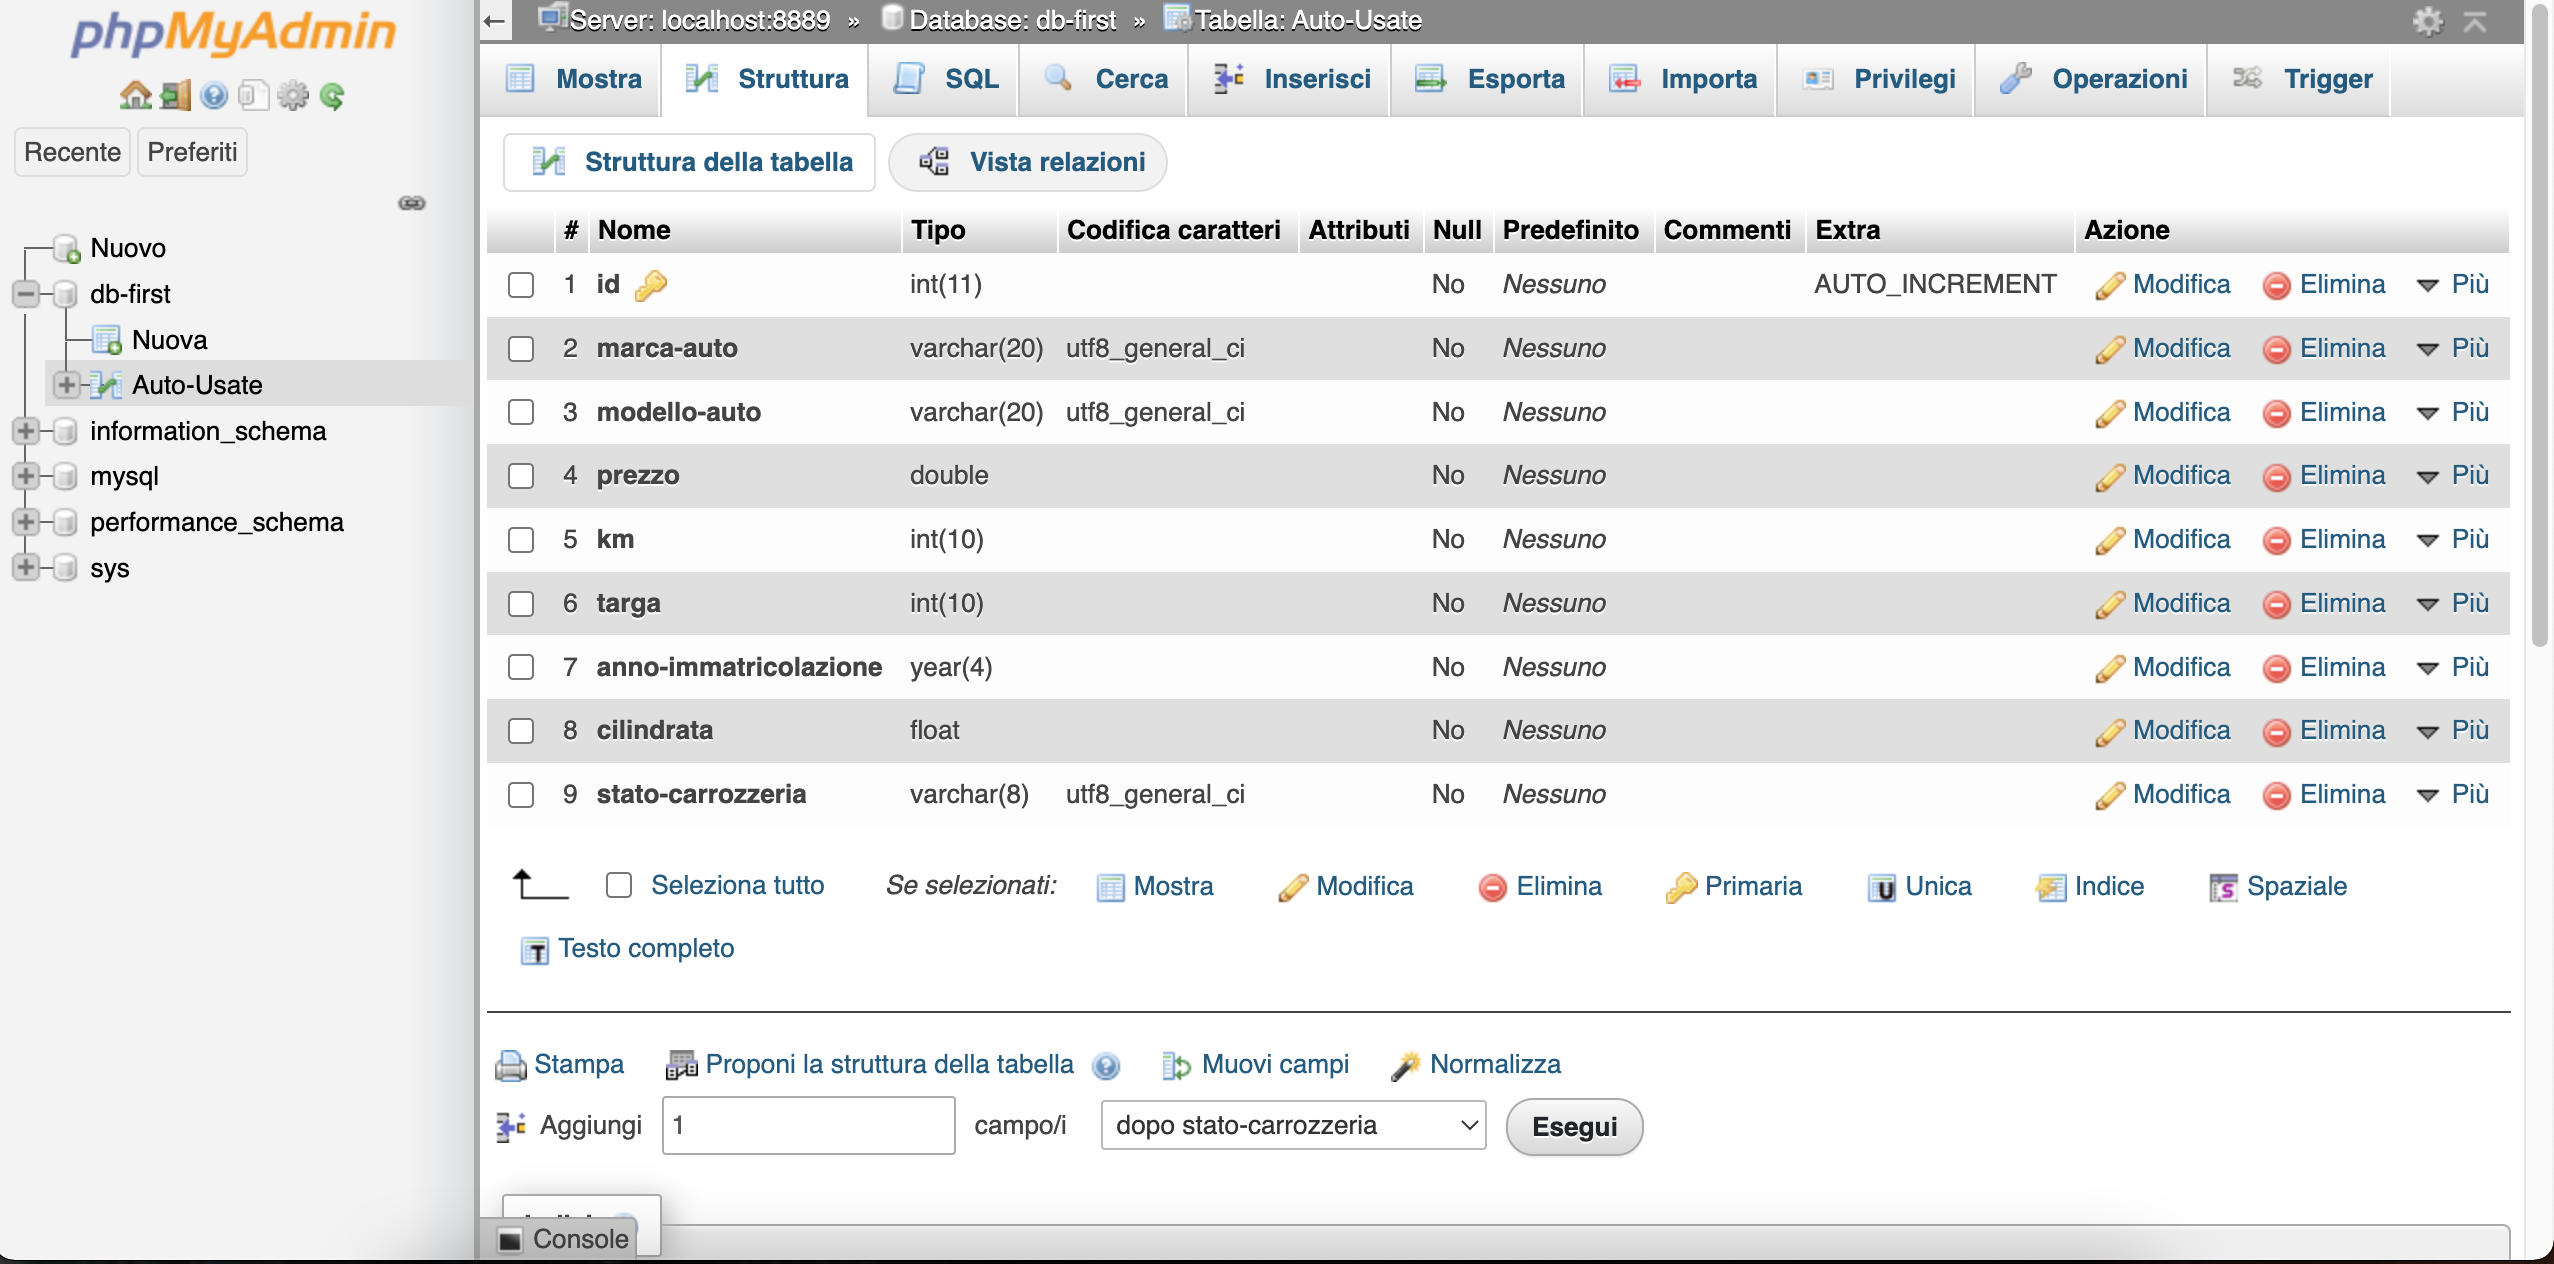 phpMyAdmin
Recente Preferiti
Nuovo
db-first
Nuova
Auto-Usate
information_schema
mysql
performance_schema
sys
Server: localhost:8889 » Database: db-first » Tabella: Auto-Usate
Mostra Struttura SQL Cerca Inserisci Esporta Importa Privilegi Operazioni Trigger
Struttura della tabella Vista relazioni
# Nome Tipo Codifica caratteri Attributi Null Predefinito Commenti Extra Azione
1 id int(11) No Nessuno AUTO_INCREMENT Modifica Elimina Più
2 marca-auto varchar(20) utf8_general_ci No Nessuno Modifica Elimina Più
3 modello-auto varchar(20) utf8_general_ci No Nessuno Modifica Elimina Più
4 prezzo double No Nessuno Modifica Elimina Più
5 km int(10) No Nessuno Modifica Elimina Più
6 targa int(10) No Nessuno Modifica Elimina Più
7 anno-immatricolazione year(4) No Nessuno Modifica Elimina Più
8 cilindrata float No Nessuno Modifica Elimina Più
9 stato-carrozzeria varchar(8) utf8_general_ci No Nessuno Modifica Elimina Più
Seleziona tutto Se selezionati: Mostra Modifica Elimina Primaria Unica Indice Spaziale
Testo completo
Stampa Proponi la struttura della tabella Muovi campi Normalizza
Aggiungi 1 campo/i dopo stato-carrozzeria Esegui
Console